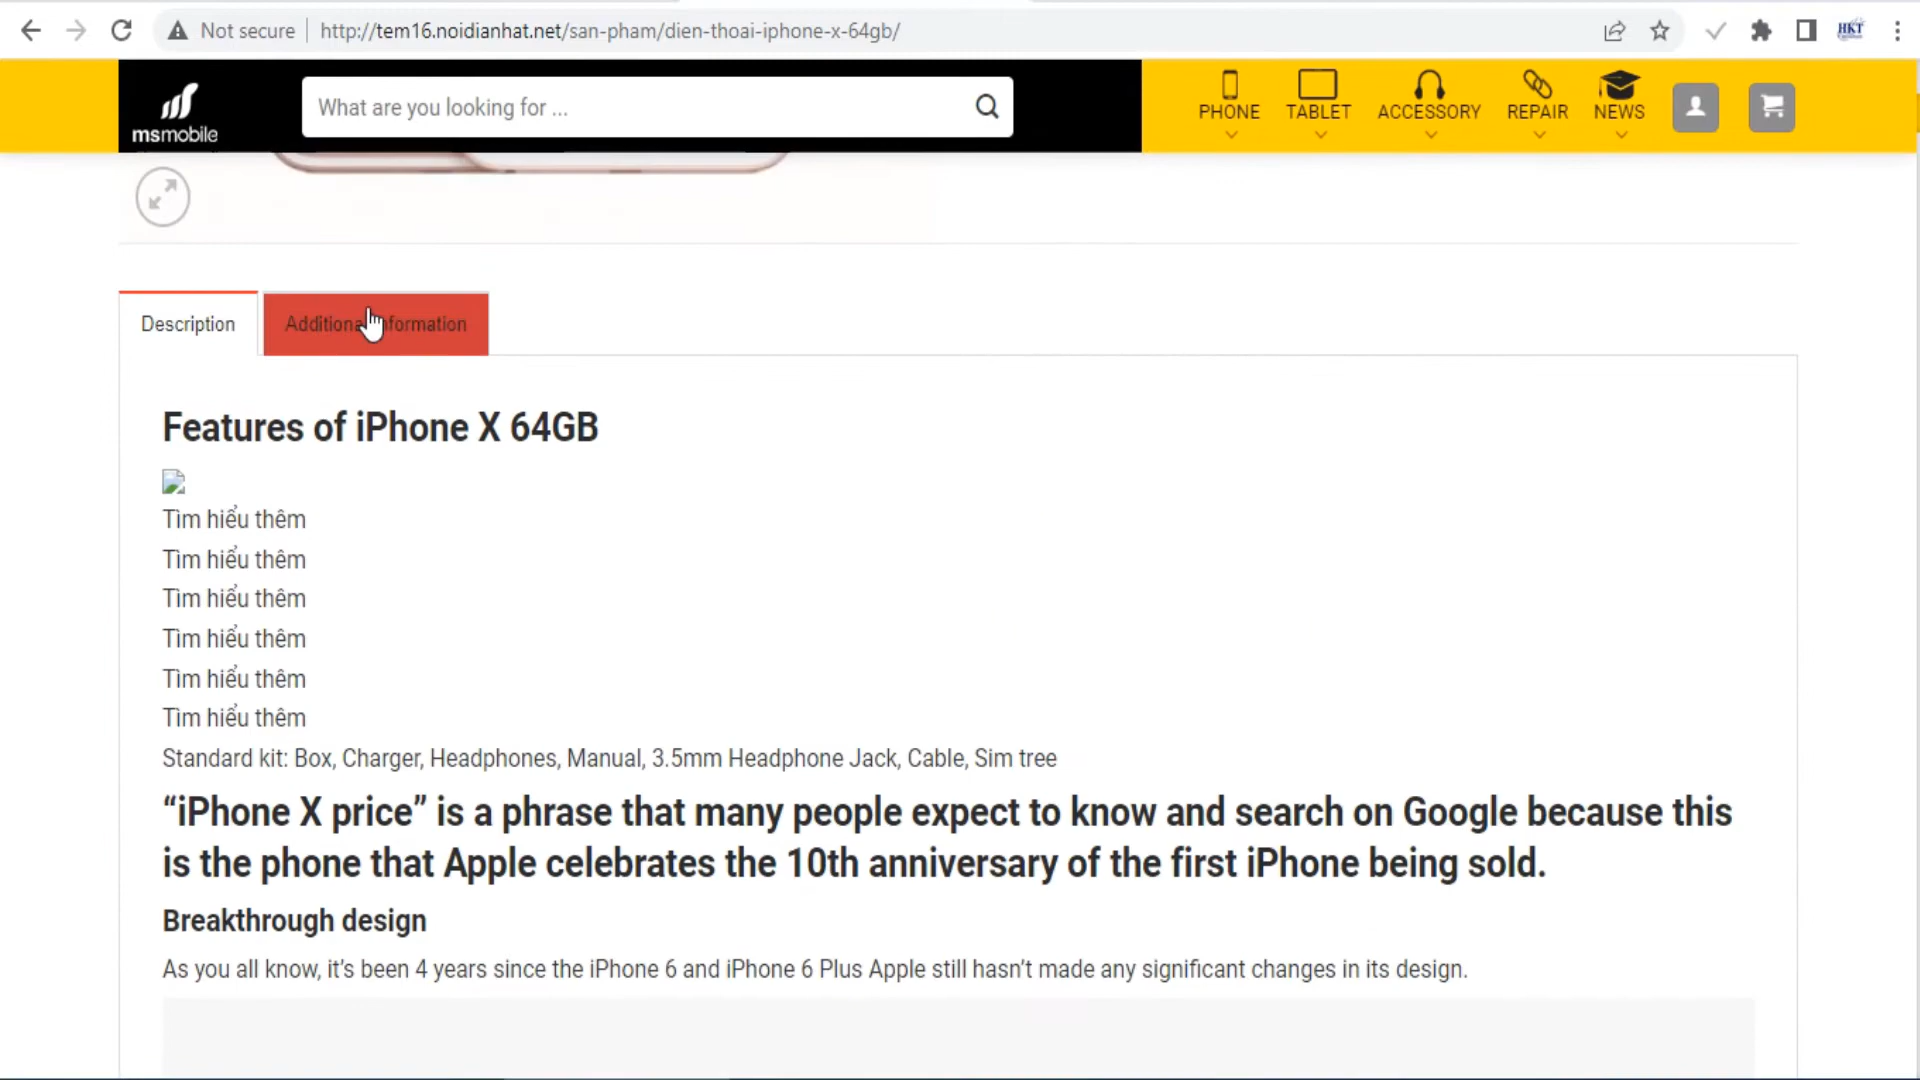 Not secure
http://tem16.noidianhat.net/san-pham/dien-thoai-iphone-x-64gb/
HKT
msmobile
What are you looking for ...
PHONE
TABLET
ACCESSORY
REPAIR
NEWS
Description
Additional Information
Features of iPhone X 64GB
Tìm hiểu thêm
Tìm hiểu thêm
Tìm hiểu thêm
Tìm hiểu thêm
Tìm hiểu thêm
Tìm hiểu thêm
Standard kit: Box, Charger, Headphones, Manual, 3.5mm Headphone Jack, Cable, Sim tree
“iPhone X price” is a phrase that many people expect to know and search on Google because this
is the phone that Apple celebrates the 10th anniversary of the first iPhone being sold.
Breakthrough design
As you all know, it’s been 4 years since the iPhone 6 and iPhone 6 Plus Apple still hasn’t made any significant changes in its design.